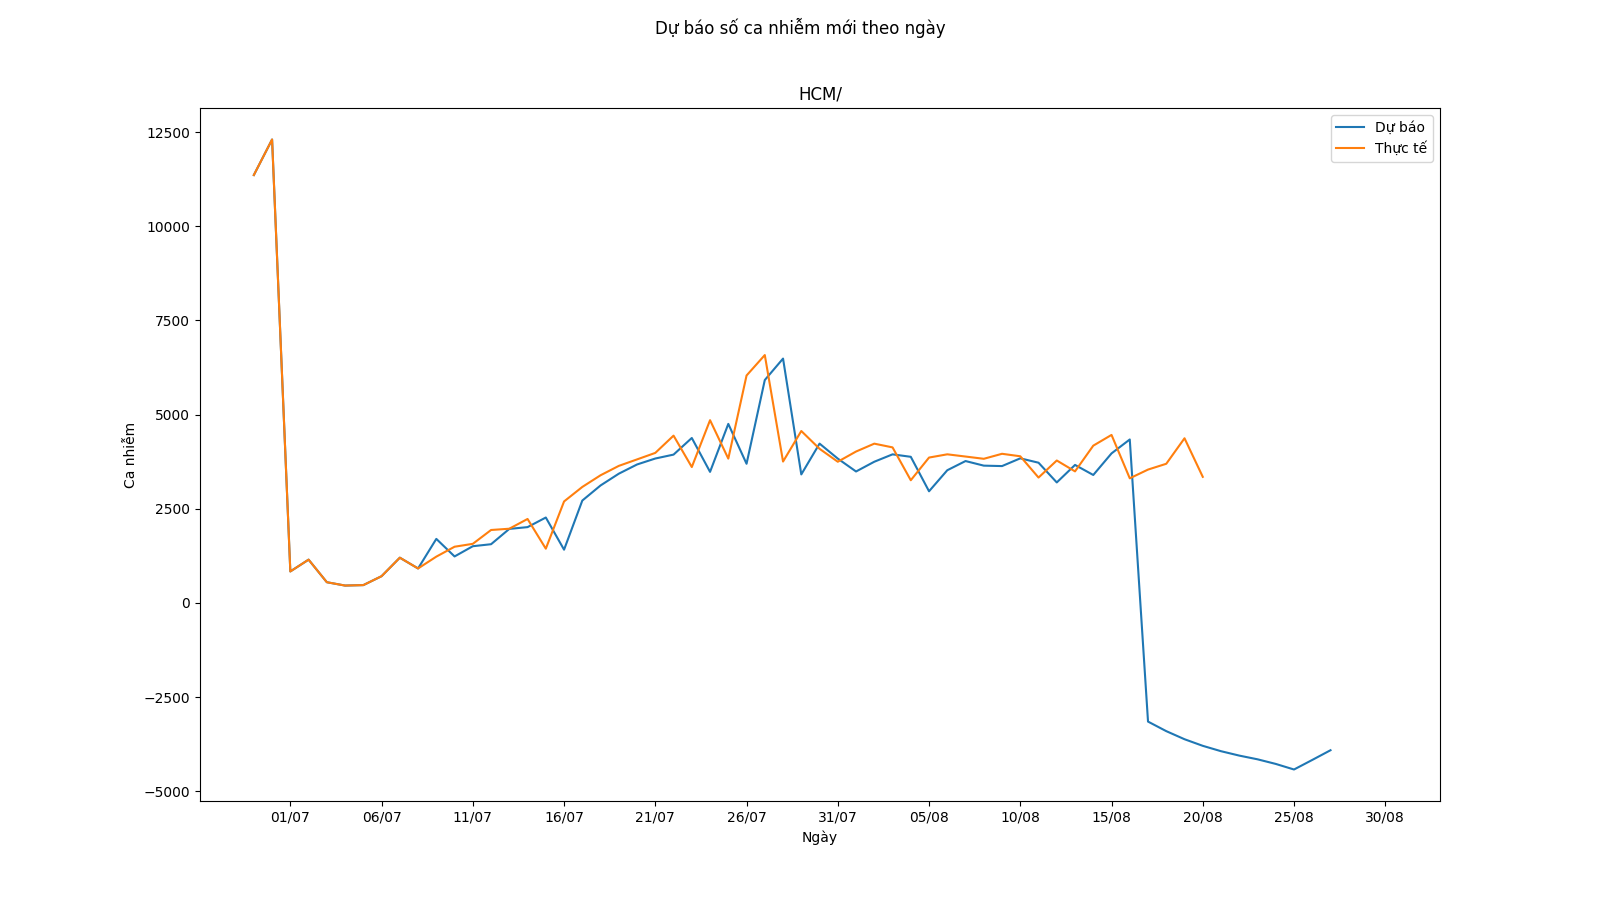 Dự báo số ca nhiễm mới theo ngày
HCM/
Dự báo
Thực tế
12500
10000
7500
5000
2500
0
−2500
−5000
Ca nhiễm
01/07 06/07 11/07 16/07 21/07 26/07 31/07 05/08 10/08 15/08 20/08 25/08 30/08
Ngày